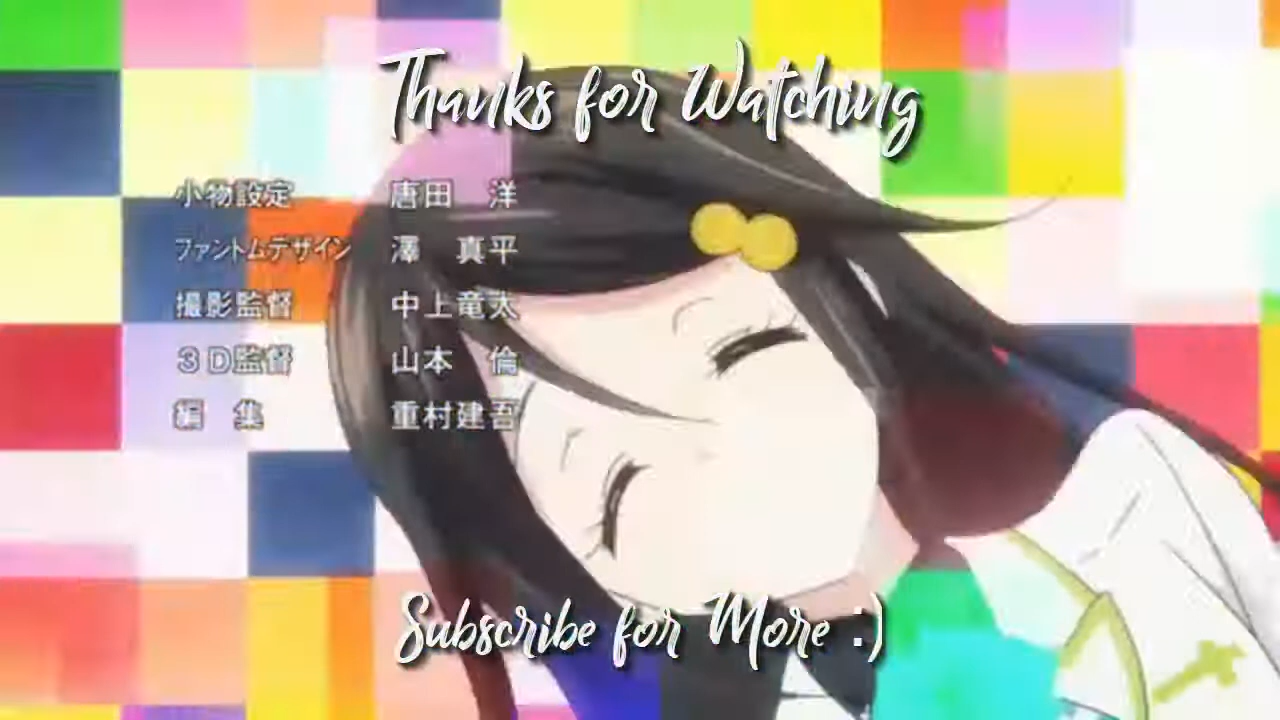 Thanks for Watching
小物設定 唐田 洋
ファントムデザイン 澤 真平
撮影監督 中上竜太
3D監督 山本 倫
編 集 重村建吾
Subscribe for More :)